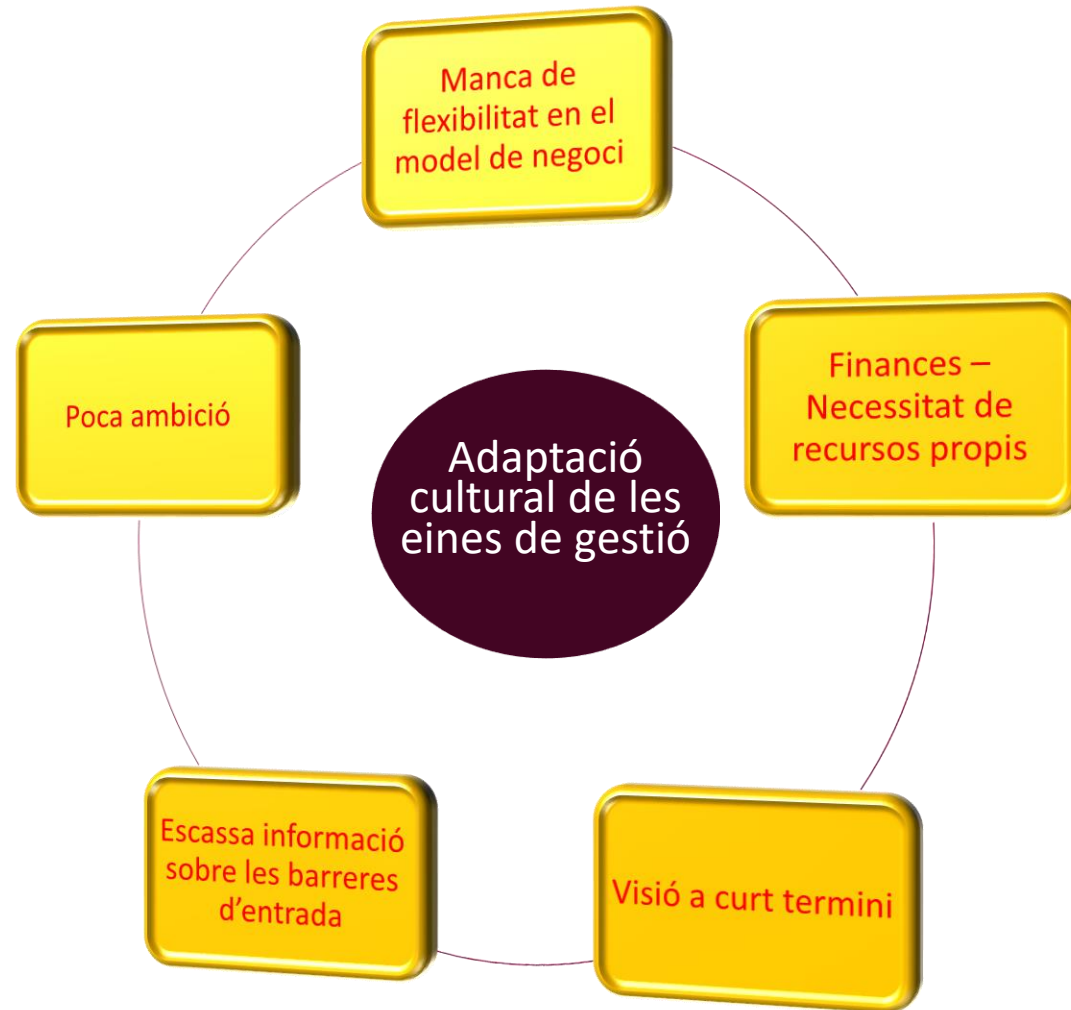 Manca de
flexibilitat en el
model de negoci
Finances –
Necessitat de
recursos propis
Poca ambició
Adaptació
cultural de les
eines de gestió
Escassa informació
sobre les barreres
d’entrada
Visió a curt termini